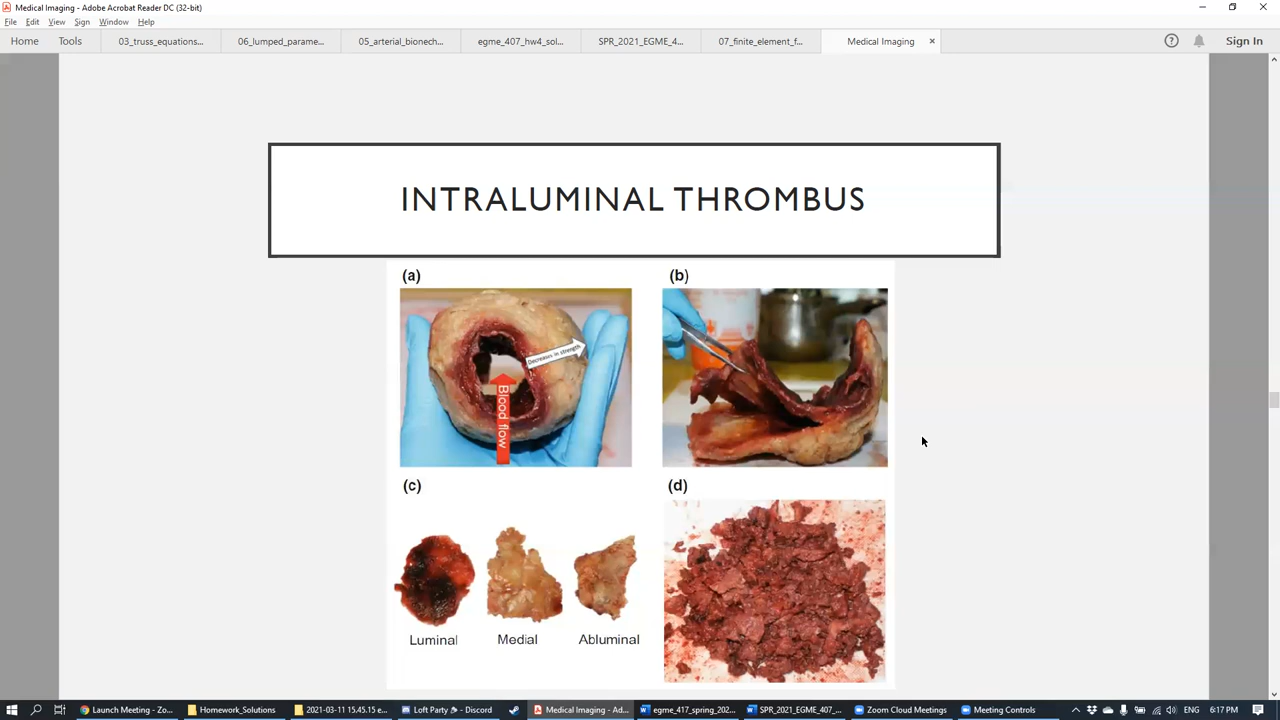 Medical Imaging - Adobe Acrobat Reader DC (32-bit)
File Edit View Sign Window Help
Home Tools 03_truss_equations... 06_lumped_parame... 05_arterial_bionech... egme_407_hw4_sol... SPR_2021_EGME_4... 07_finite_element_f... Medical Imaging Sign In
INTRALUMINAL THROMBUS
(a)
(b)
Decreases in strength
Blood flow
(c)
(d)
Luminal Medial Abluminal
Launch Meeting - Zo... Homework_Solutions 2021-03-11 15.45.15 e... Loft Party - Discord Medical Imaging - Ad... egme_417_spring_202... SPR_2021_EGME_407_... Zoom Cloud Meetings Meeting Controls ENG 6:17 PM